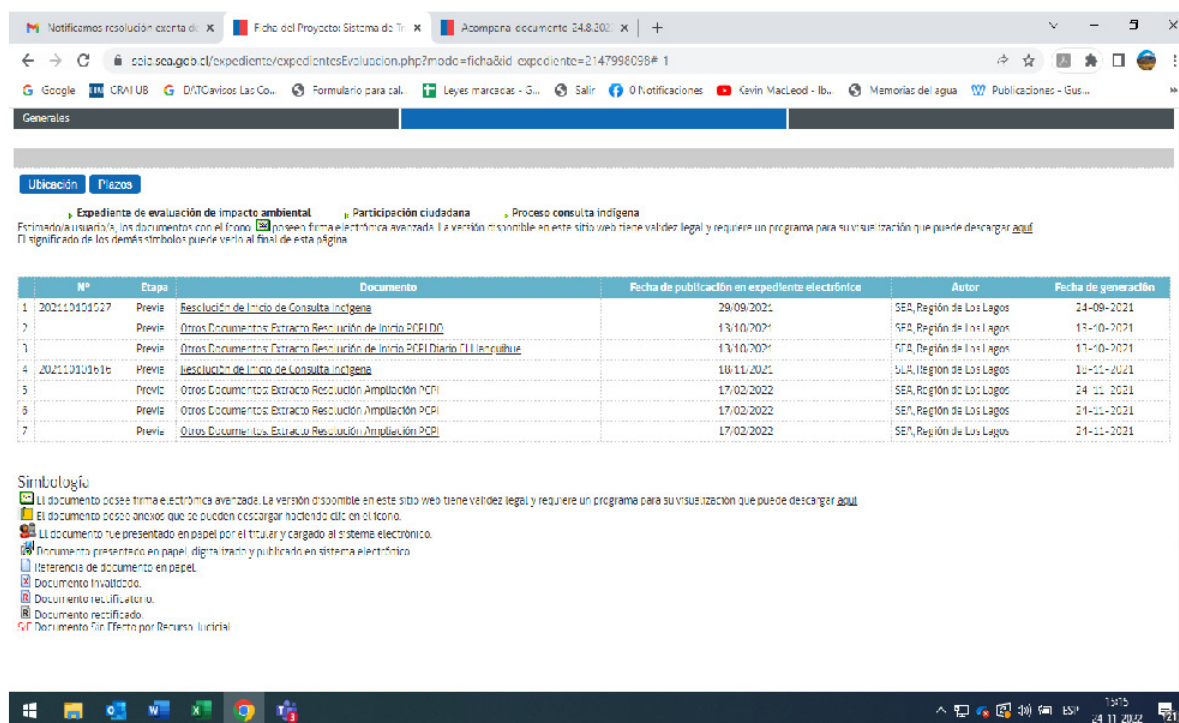 Notificamos resolución exenta de
Ficha del Proyecto: Sistema de Tr
Acompaña documento 24.8.202
seia.sea.gob.cl/expediente/expedientesEvaluacion.php?modo=ficha&id_expediente=2147998098#-1
Google CRAI UB DATGavisos Las Co... Formulario para cal... Leyes marcadas - G... Salir 0 Notificaciones Kevin MacLeod - Ib... Memorias del agua Publicaciones - Gus...
Generales
Ubicación Plazos
Expediente de evaluación de impacto ambiental Participación ciudadana Proceso consulta indígena
Estimado/a usuario/a, los documentos con el ícono poseen firma electrónica avanzada. La versión disponible en este sitio web tiene validez legal y requiere un programa para su visualización que puede descargar aquí
El significado de los demás símbolos puede verlo al final de esta página
Nº Etapa Documento Fecha de publicación en expediente electrónico Autor Fecha de generación
1 202110101527 Previa Resolución de Inicio de Consulta Indígena 29/09/2021 SEA, Región de Los Lagos 24-09-2021
2 Previa Otros Documentos: Extracto Resolución de Inicio PCPI DO 13/10/2021 SEA, Región de Los Lagos 13-10-2021
3 Previa Otros Documentos: Extracto Resolución de Inicio PCPI Diario El Llanquihue 13/10/2021 SEA, Región de Los Lagos 13-10-2021
4 202110101616 Previa Resolución de Inicio de Consulta Indígena 18/11/2021 SEA, Región de Los Lagos 18-11-2021
5 Previa Otros Documentos: Extracto Resolución Ampliación PCPI 17/02/2022 SEA, Región de Los Lagos 24-11-2021
6 Previa Otros Documentos: Extracto Resolución Ampliación PCPI 17/02/2022 SEA, Región de Los Lagos 24-11-2021
7 Previa Otros Documentos: Extracto Resolución Ampliación PCPI 17/02/2022 SEA, Región de Los Lagos 24-11-2021
Simbología
El documento posee firma electrónica avanzada. La versión disponible en este sitio web tiene validez legal y requiere un programa para su visualización que puede descargar aquí
El documento posee anexos que se pueden descargar haciendo clic en el ícono.
El documento fue presentado en papel por el titular y cargado al sistema electrónico.
Documento presentado en papel, digitalizado y publicado en sistema electrónico
Referencia de documento en papel.
Documento invalidado.
R Documento rectificatorio.
R Documento rectificado.
S/E Documento Sin Efecto por Recurso Judicial
ESP 15:15
24-11-2022 21